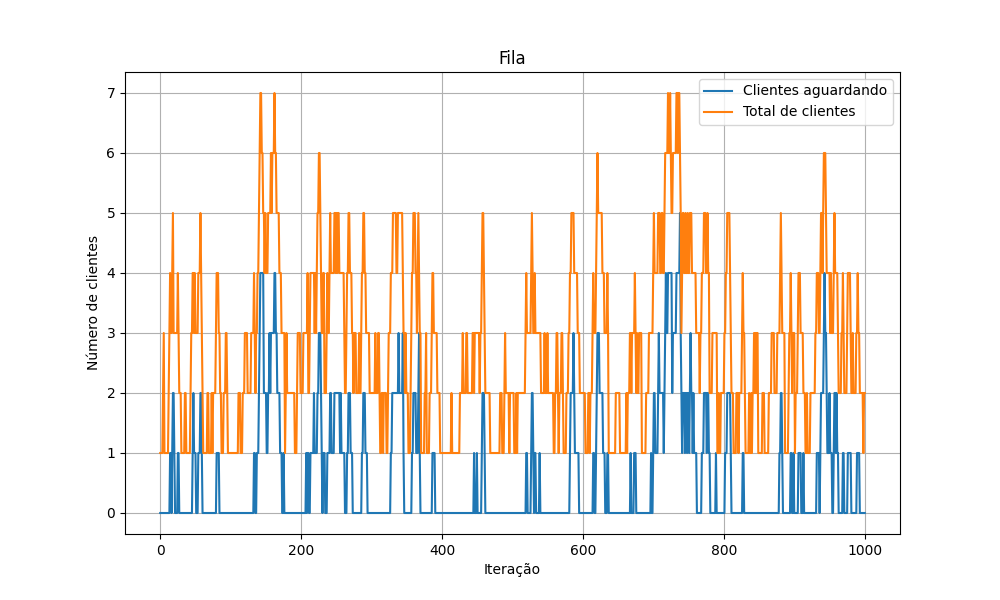 Fila
Clientes aguardando
Total de clientes
7
6
5
4
3
2
1
0
Número de clientes
0 200 400 600 800 1000
Iteração